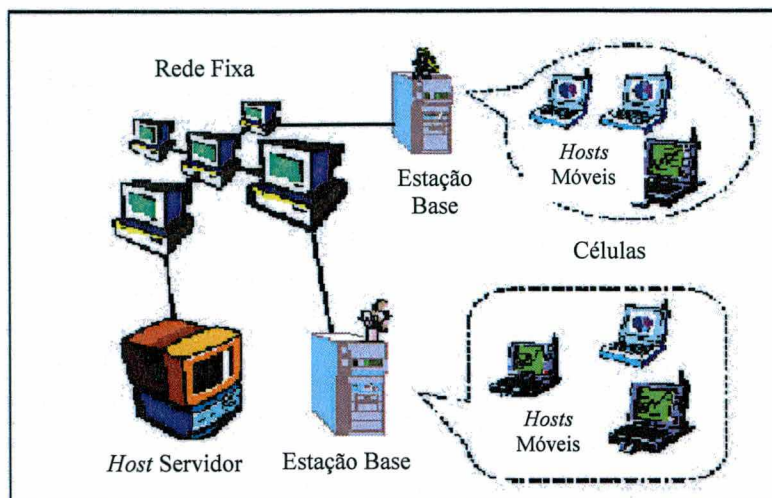 Rede Fixa
Estação
Base
Hosts
Móveis
Células
Host Servidor
Estação Base
Hosts
Móveis